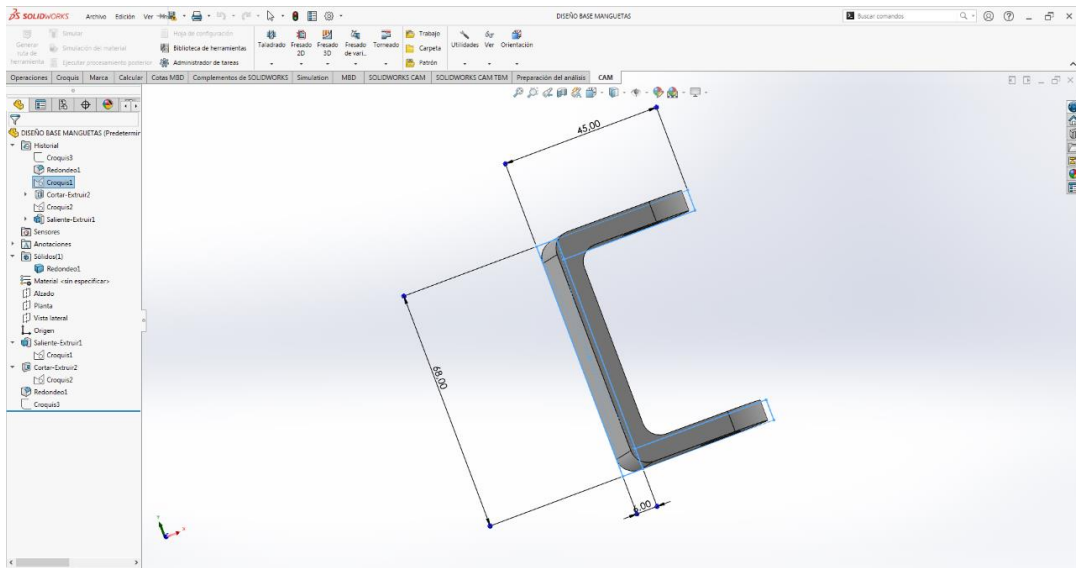 SOLIDWORKS Archivo Edición Ver DISEÑO BASE MANGUETAS Buscar comandos
Generar ruta de herramienta
Simular
Simulación del material
Ejecutar procesamiento posterior
Hoja de configuración
Biblioteca de herramientas
Administrador de tareas
Taladrado Fresado 2D Fresado 3D Fresado de vari... Torneado
Trabajo
Carpeta
Patrón
Utilidades Ver Orientación
Operaciones Croquis Marca Calcular Cotas MBD Complementos de SOLIDWORKS Simulation MBD SOLIDWORKS CAM SOLIDWORKS CAM TBM Preparación del análisis CAM
DISEÑO BASE MANGUETAS (Predetermir
Historial
Croquis3
Redondeo1
Croquis1
Cortar-Extruir2
Croquis2
Saliente-Extruir1
Sensores
Anotaciones
Sólidos(1)
Redondeo1
Material <sin especificar>
Alzado
Planta
Vista lateral
Origen
Saliente-Extruir1
Croquis1
Cortar-Extruir2
Croquis2
Redondeo1
Croquis3
45,00
68,00
6,00